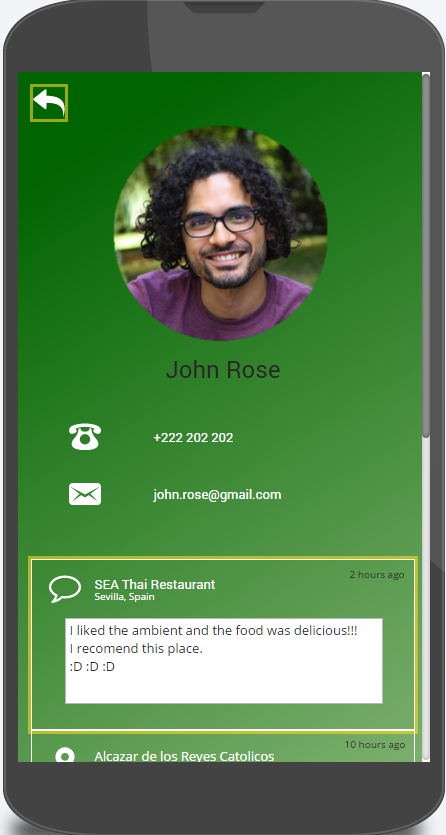 John Rose
+222 202 202
john.rose@gmail.com
2 hours ago
SEA Thai Restaurant
Sevilla, Spain
I liked the ambient and the food was delicious!!!
I recomend this place.
:D :D :D
10 hours ago
Alcazar de los Reyes Catolicos